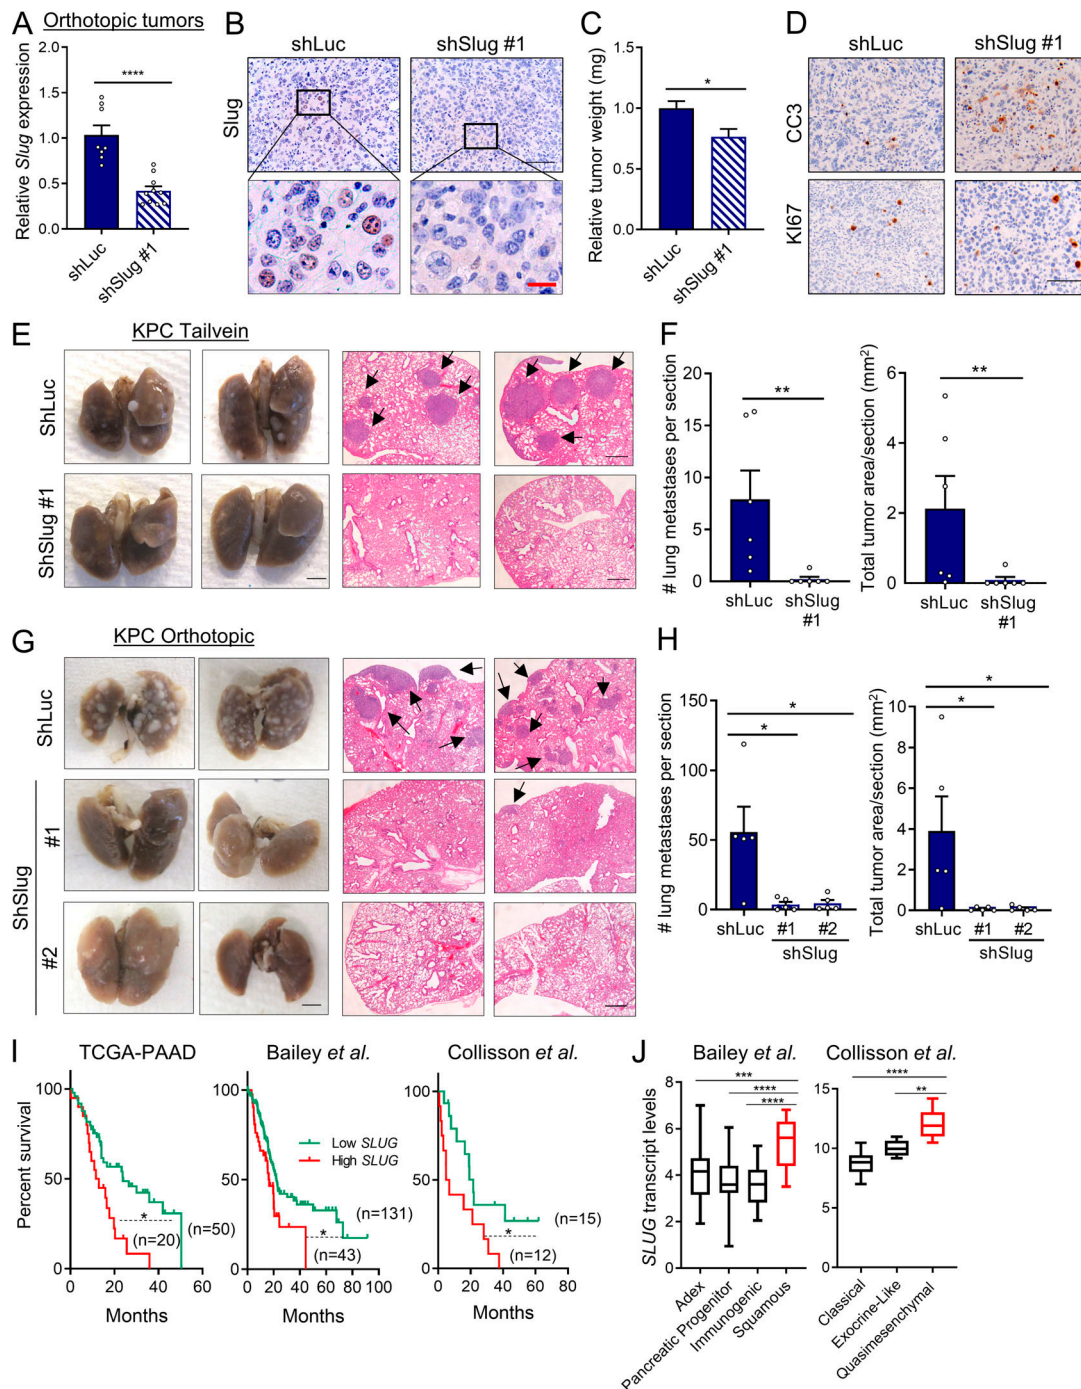 A Orthotopic tumors
Relative Slug expression
2.0
1.5
1.0
0.5
0.0
****
shLuc
shSlug #1
B
shLuc shSlug #1
Slug
C
Relative tumor weight (mg)
1.5
1.0
0.5
0.0
*
shLuc
shSlug #1
D
shLuc shSlug #1
CC3
KI67
E KPC Tailvein
ShLuc
ShSlug #1
F
# lung metastases per section
20
15
10
5
0
**
shLuc shSlug
#1
Total tumor area/section (mm²)
6
4
2
0
**
shLuc shSlug
#1
G KPC Orthotopic
ShLuc
ShSlug
#1
#2
H
# lung metastases per section
150
100
50
0
*
*
shLuc #1 #2
shSlug
Total tumor area/section (mm²)
10
8
6
4
2
0
*
*
shLuc #1 #2
shSlug
I
TCGA-PAAD
Percent survival
100
50
0
0 20 40 60
Months
*
(n=50)
(n=20)
Bailey et al.
100
50
0
0 20 40 60 80 100
Months
Low SLUG
High SLUG
(n=131)
*
(n=43)
Collisson et al.
100
50
0
0 20 40 60 80
Months
(n=15)
*
(n=12)
J
Bailey et al.
SLUG transcript levels
8
6
4
2
0
***
****
****
Adex
Pancreatic Progenitor
Immunogenic
Squamous
Collisson et al.
15
10
5
0
****
**
Classical
Exocrine-Like
Quasimesenchymal